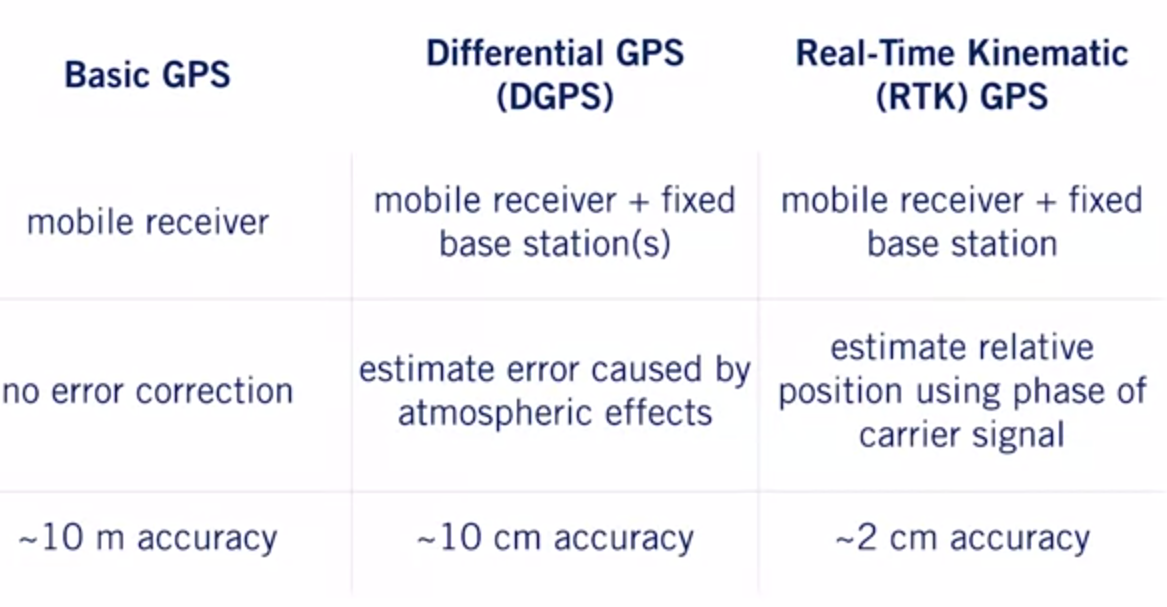 Basic GPS
Differential GPS
(DGPS)
Real-Time Kinematic
(RTK) GPS
mobile receiver
mobile receiver + fixed
base station(s)
mobile receiver + fixed
base station
no error correction
estimate error caused by
atmospheric effects
estimate relative
position using phase of
carrier signal
~10 m accuracy
~10 cm accuracy
~2 cm accuracy